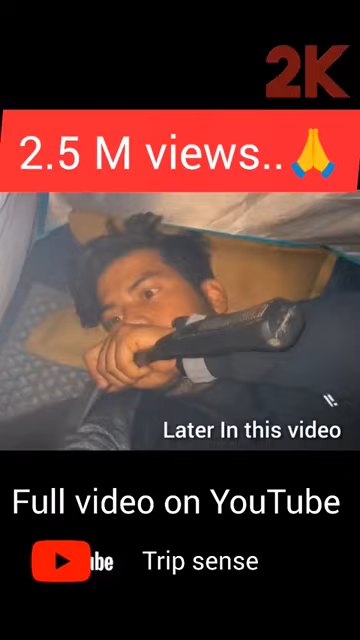 2K
2.5 M views..🙏
Later In this video
Full video on YouTube
ube Trip sense